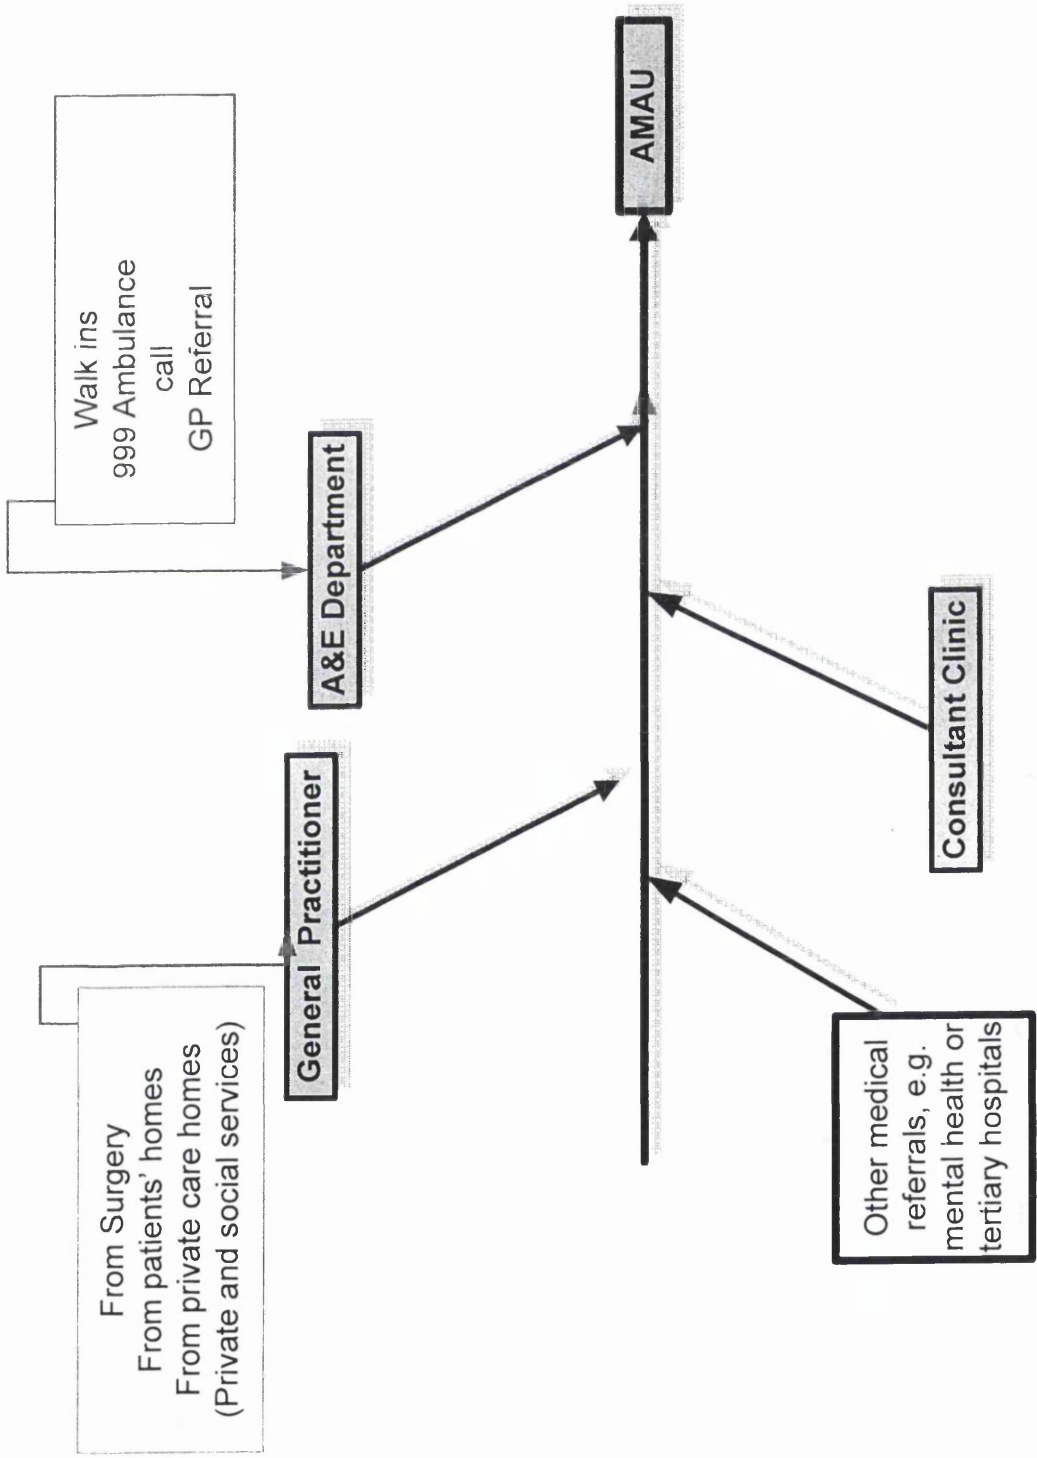 From Surgery
From patients' homes
From private care homes
(Private and social services)
Walk ins
999 Ambulance
call
GP Referral
General Practitioner
A&E Department
AMAU
Other medical
referrals, e.g.
mental health or
tertiary hospitals
Consultant Clinic